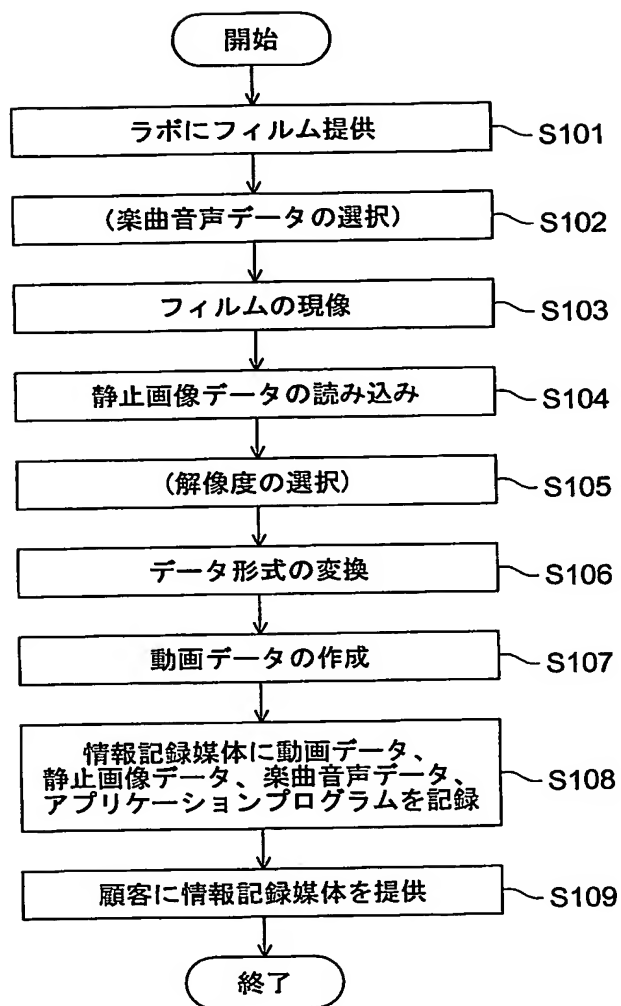 開始
ラボにフィルム提供 S101
(楽曲音声データの選択) S102
フィルムの現像 S103
静止画像データの読み込み S104
(解像度の選択) S105
データ形式の変換 S106
動画データの作成 S107
情報記録媒体に動画データ、
静止画像データ、楽曲音声データ、 S108
アプリケーションプログラムを記録
顧客に情報記録媒体を提供 S109
終了